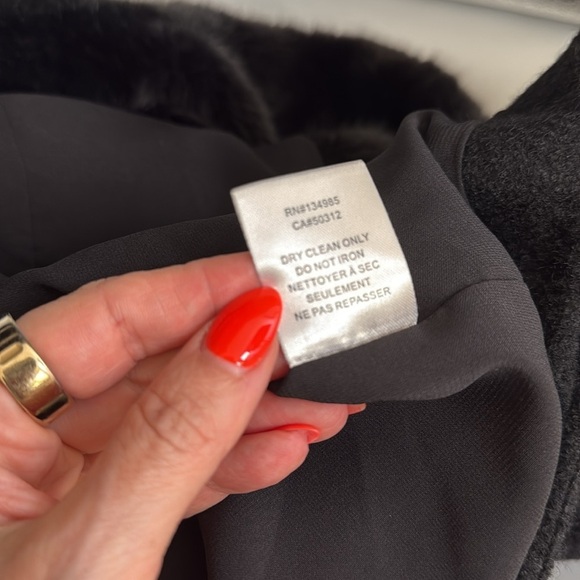 RN#134985
CA#50312
DRY CLEAN ONLY
DO NOT IRON
NETTOYER À SEC
SEULEMENT
NE PAS REPASSER